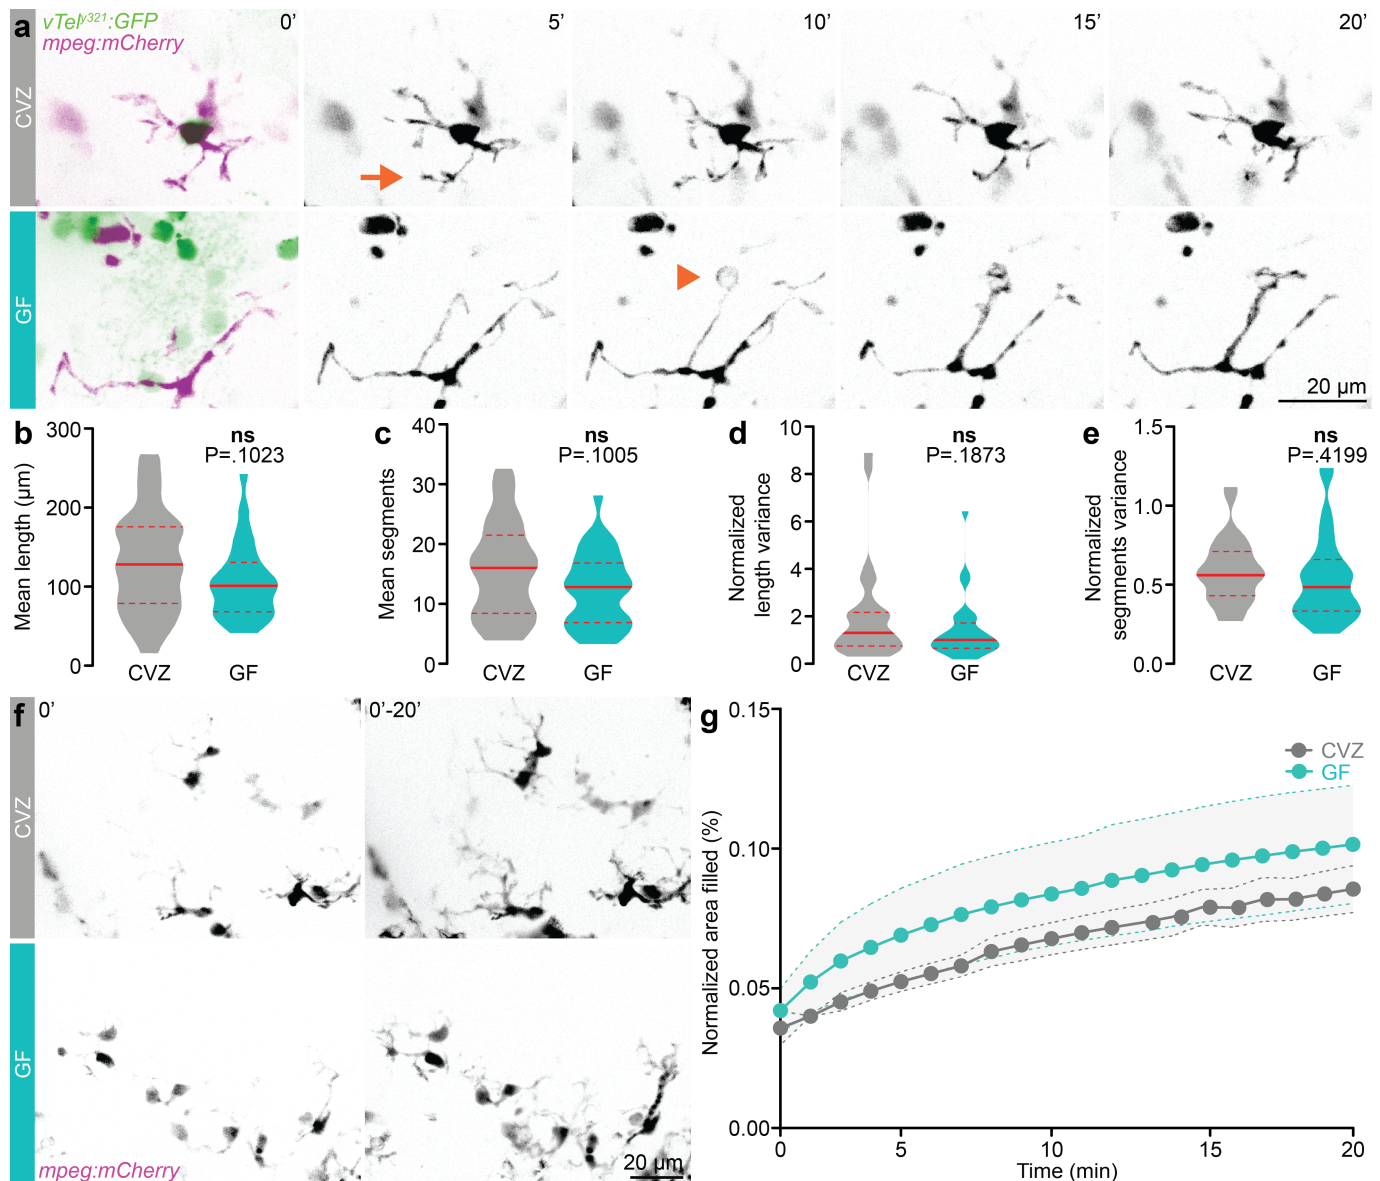 a
vTel^y321:GFP
mpeg:mCherry
0’
5’
10’
15’
20’
CVZ
GF
20 µm
b
ns
P=.1023
Mean length (µm)
300
200
100
0
CVZ
GF
c
ns
P=.1005
Mean segments
40
30
20
10
0
CVZ
GF
d
ns
P=.1873
Normalized
length variance
10
8
6
4
2
0
CVZ
GF
e
ns
P=.4199
Normalized
segmments variance
1.5
1.0
0.5
0.0
CVZ
GF
f
0’
0’-20’
CVZ
GF
mpeg:mCherry
20 µm
g
Normalized area filled (%)
0.15
0.10
0.05
0.00
CVZ
GF
0
5
10
15
20
Time (min)